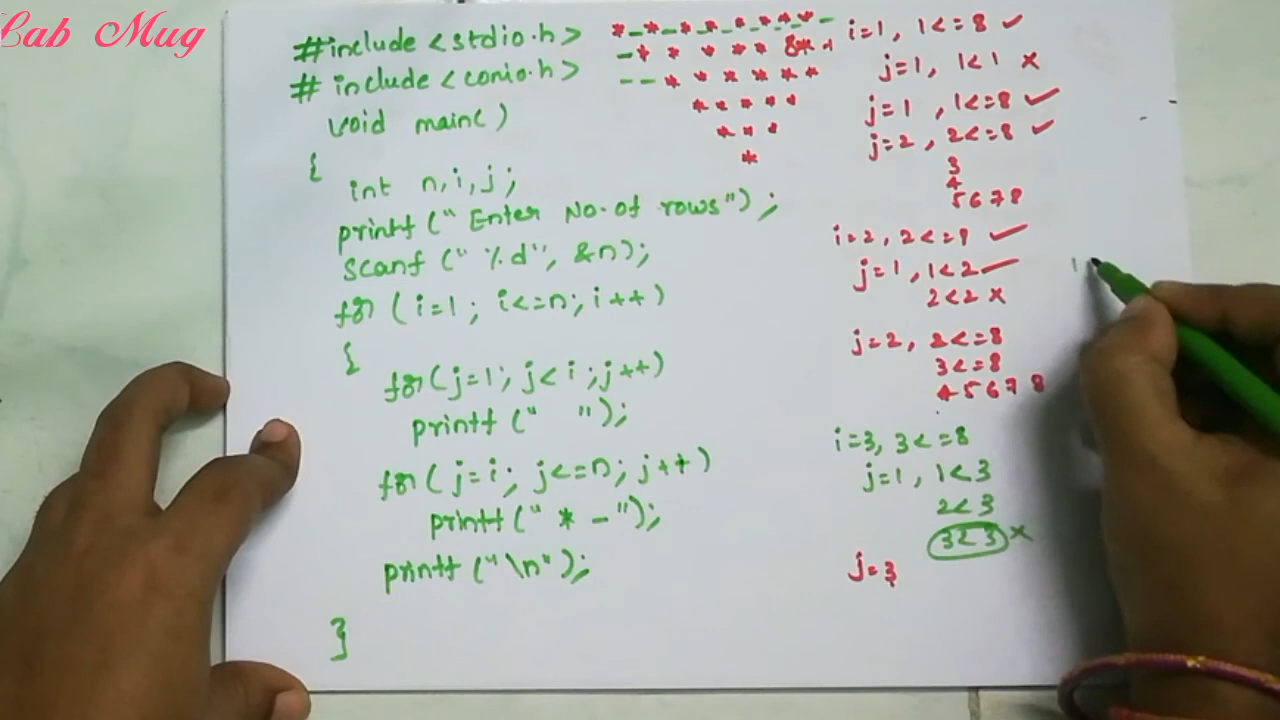 Lab Mug
#include <stdio.h>
# include <conio.h>
void main()
{
int n,i,j;
printf (" Enter No. of rows");
scanf (" %d", &n);
for (i=1; i<=n; i++)
{
for(j=1; j<i; j++)
printf (" ");
for(j=i; j<=n; j++)
printf (" * -");
printf ("\n");
}
*-*-*-*-*-*-*-*-
- * * * * *
-- * * * * * *
* * * * *
* * *
*
i=1, 1<=8 ✓
j=1, 1<1 ×
j=1, 1<=8 ✓
j=2, 2<=8 ✓
3
4
5 6 7 8
i=2, 2<=8 ✓
j=1, 1<2 ✓
2<2 ×
j=2, 2<=8
3<=8
4 5 6 7 8
i=3, 3<=8
j=1, 1<3
2<3
3<3 ×
j=3